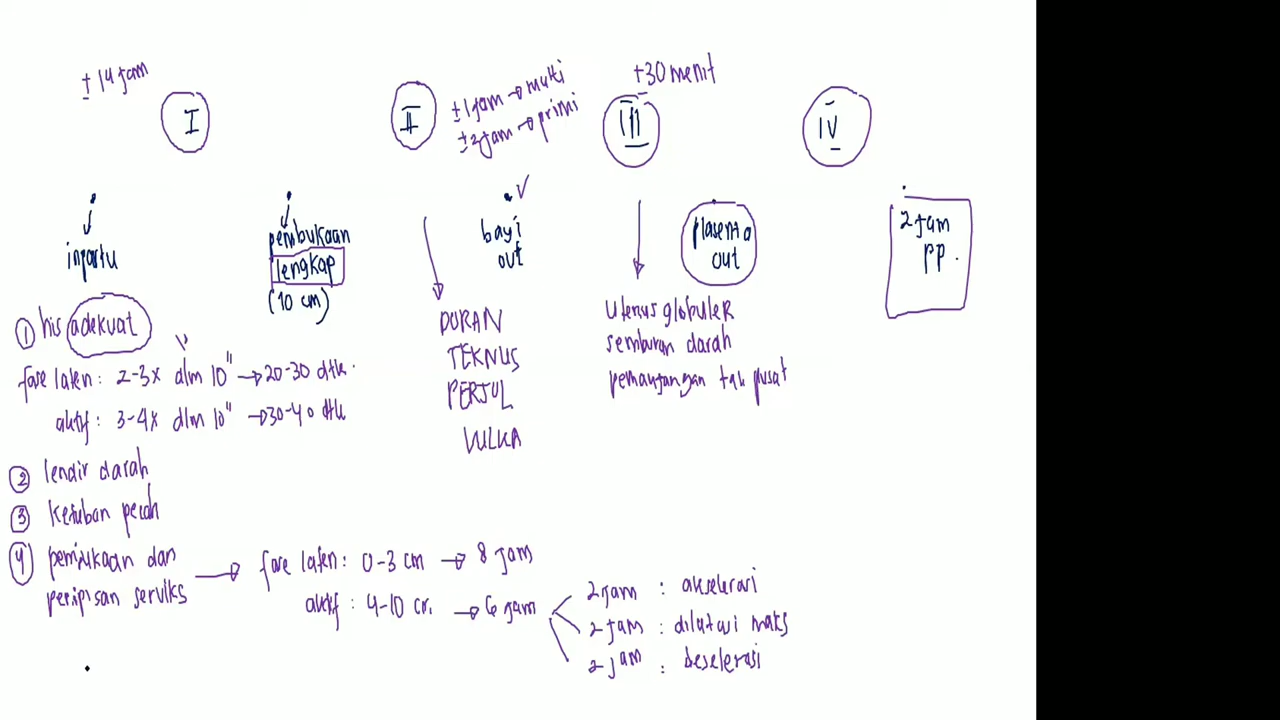 ± 14 jam
I
II
± 1 jam → multi
± 2 jam → primi
± 30 menit
III
IV
inpartu
pembukaan
lengkap
(10 cm)
bayi
out
plasenta
out
2 jam
PP.
① his adekuat
fase laten : 2-3x dlm 10" → 20-30 dtk.
aktif : 3-4x dlm 10" → 30-40 dtk
② lendir darah
③ ketuban pecah
④ pembukaan dan
penipisan serviks
→ fase laten : 0-3 cm → 8 jam
aktif : 4-10 cm → 6 jam
2 jam : akselerasi
2 jam : dilatasi maks
2 jam : deselerasi
DORAN
TEKNUS
PERJOL
VULKA
Uterus globuler
semburan darah
pemanjangan tali pusat